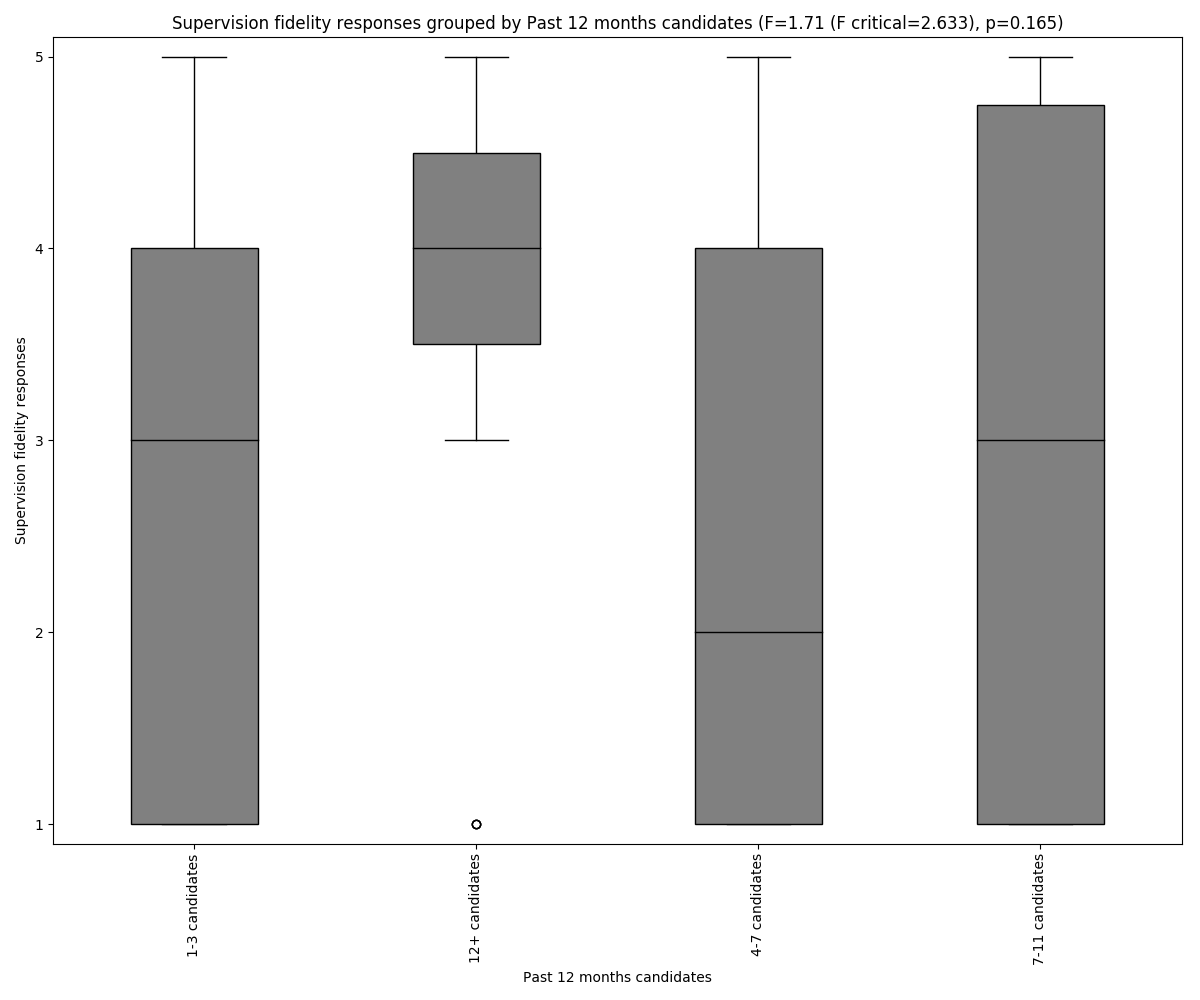 Supervision fidelity responses grouped by Past 12 months candidates (F=1.71 (F critical=2.633), p=0.165)
Supervision fidelity responses
5
4
3
2
1
1-3 candidates
12+ candidates
4-7 candidates
7-11 candidates
Past 12 months candidates